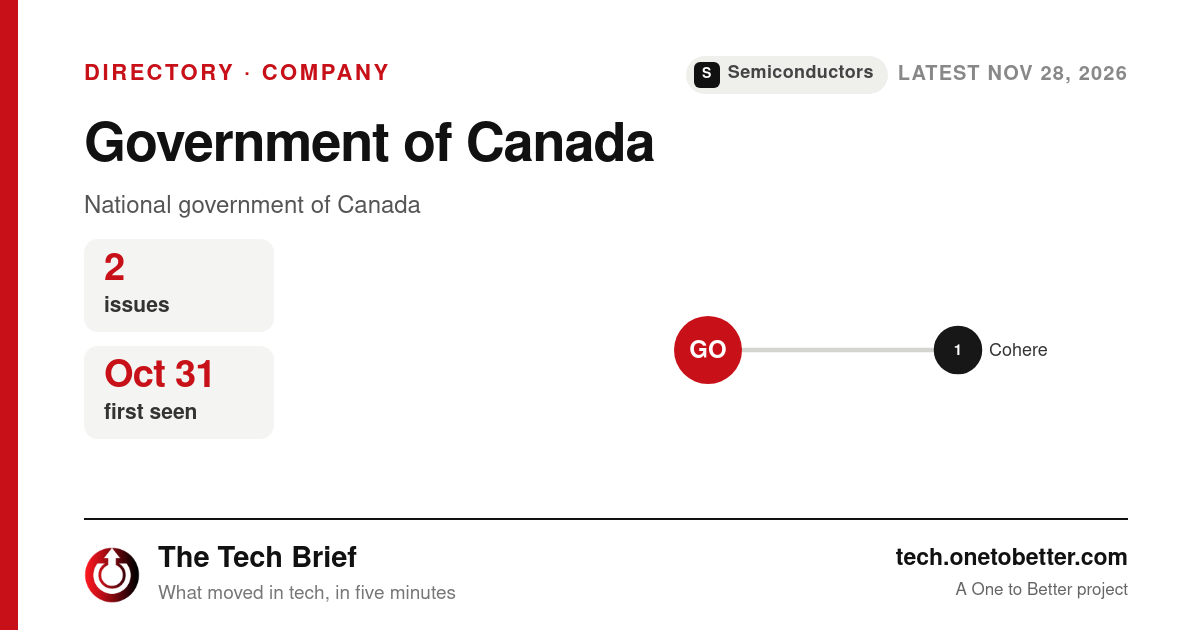 DIRECTORY · COMPANY
S Semiconductors LATEST NOV 28, 2026
Government of Canada
National government of Canada
2
issues
Oct 31
first seen
GO
1 Cohere
The Tech Brief
What moved in tech, in five minutes
tech.onetobetter.com
A One to Better project